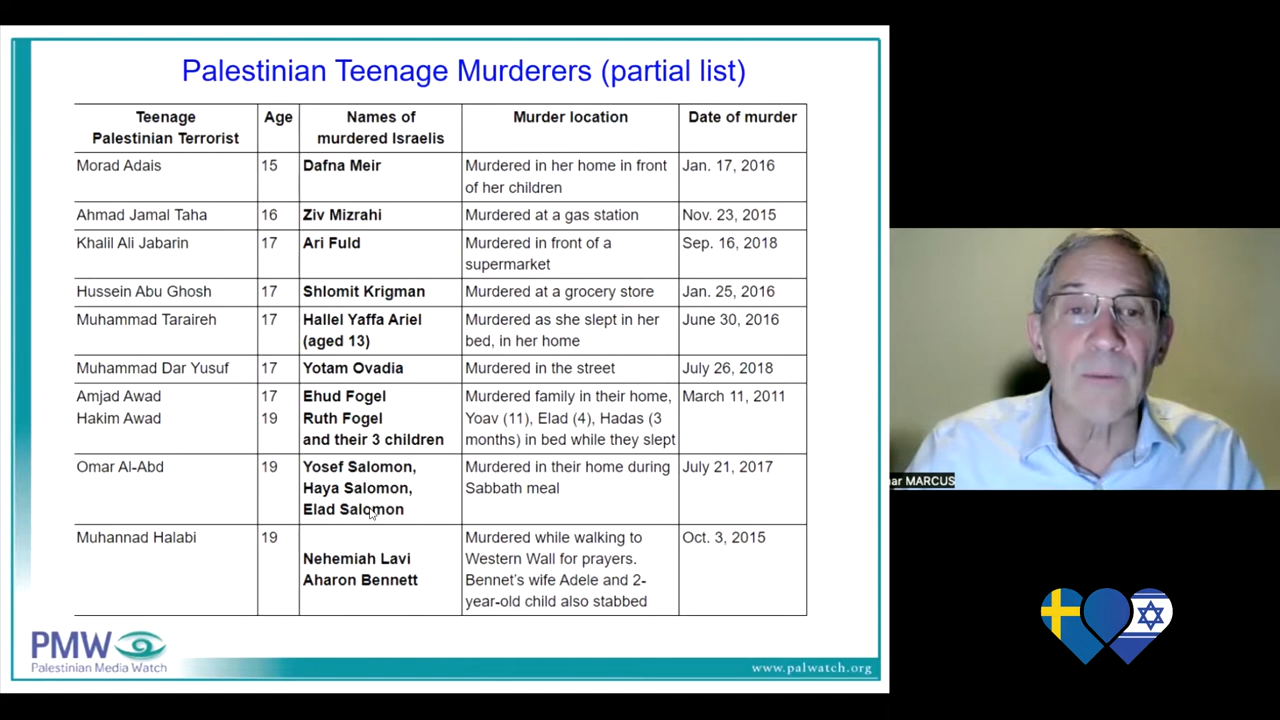 Palestinian Teenage Murderers (partial list)
Teenage Palestinian Terrorist | Age | Names of murdered Israelis | Murder location | Date of murder
Morad Adais | 15 | Dafna Meir | Murdered in her home in front of her children | Jan. 17, 2016
Ahmad Jamal Taha | 16 | Ziv Mizrahi | Murdered at a gas station | Nov. 23, 2015
Khalil Ali Jabarin | 17 | Ari Fuld | Murdered in front of a supermarket | Sep. 16, 2018
Hussein Abu Ghosh | 17 | Shlomit Krigman | Murdered at a grocery store | Jan. 25, 2016
Muhammad Taraireh | 17 | Hallel Yaffa Ariel (aged 13) | Murdered as she slept in her bed, in her home | June 30, 2016
Muhammad Dar Yusuf | 17 | Yotam Ovadia | Murdered in the street | July 26, 2018
Amjad Awad | 17 | Ehud Fogel | Murdered family in their home, | March 11, 2011
Hakim Awad | 19 | Ruth Fogel | Yoav (11), Elad (4), Hadas (3
and their 3 children | months) in bed while they slept
Omar Al-Abd | 19 | Yosef Salomon, Haya Salomon, Elad Salomon | Murdered in their home during Sabbath meal | July 21, 2017
Muhannad Halabi | 19 | Nehemiah Lavi Aharon Bennett | Murdered while walking to Western Wall for prayers. Bennet's wife Adele and 2-year-old child also stabbed | Oct. 3, 2015
PMW
Palestinian Media Watch
www.palwatch.org
MARCUS